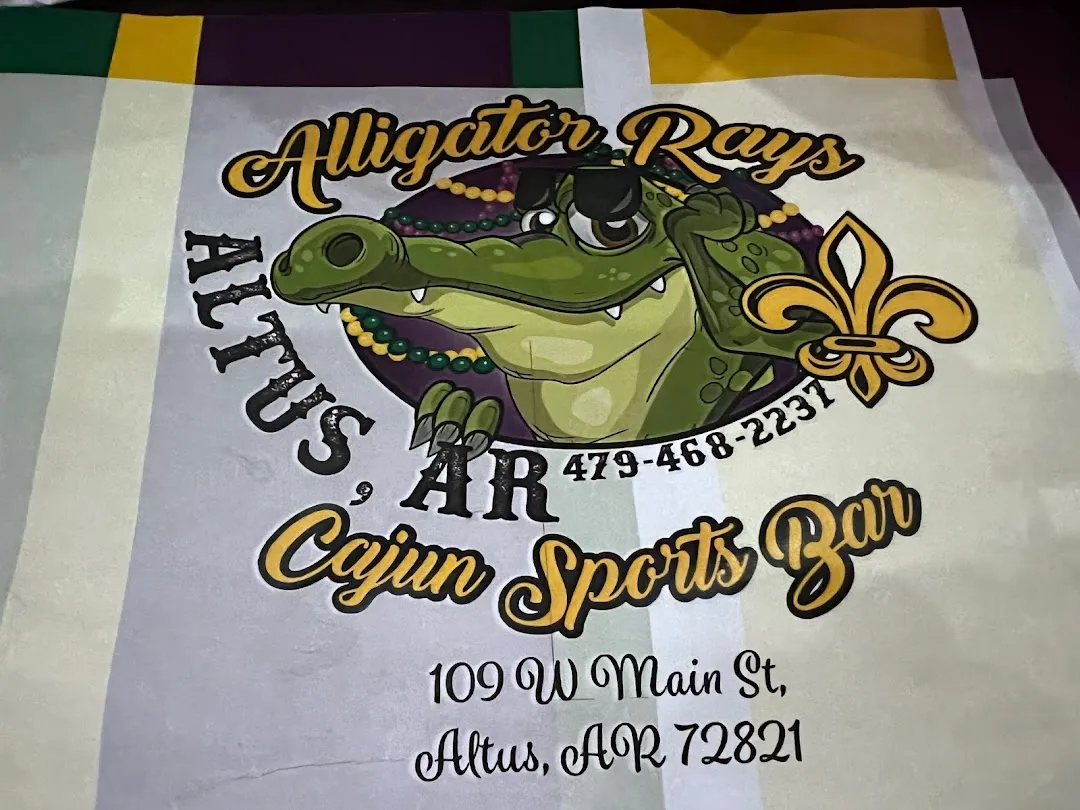 Alligator Rays
ALTUS, AR
479-468-2237
Cajun Sports Bar
109 W Main St,
Altus, AR 72821